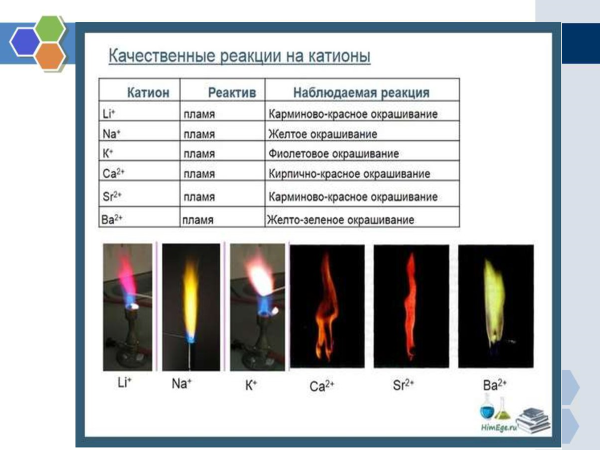 Качественные реакции на катионы
Катион Реактив Наблюдаемая реакция
Li⁺ пламя Карминово-красное окрашивание
Na⁺ пламя Желтое окрашивание
К⁺ пламя Фиолетовое окрашивание
Ca²⁺ пламя Кирпично-красное окрашивание
Sr²⁺ пламя Карминово-красное окрашивание
Ba²⁺ пламя Желто-зеленое окрашивание
Li⁺ Na⁺ К⁺ Ca²⁺ Sr²⁺ Ba²⁺
HimEge.ru